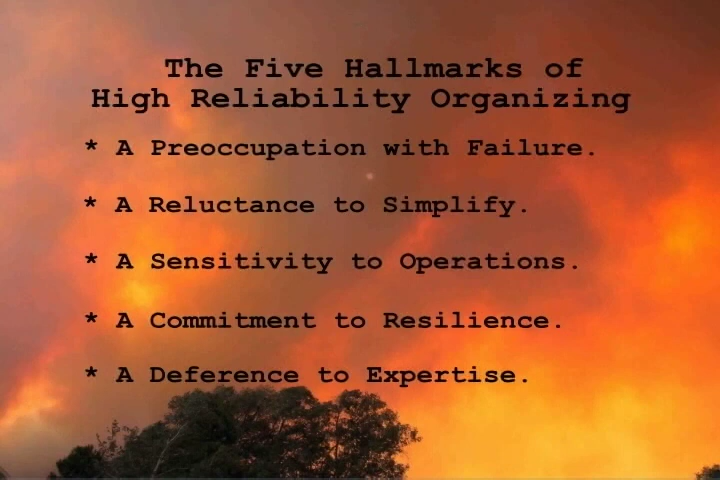 The Five Hallmarks of
High Reliability Organizing
* A Preoccupation with Failure.
* A Reluctance to Simplify.
* A Sensitivity to Operations.
* A Commitment to Resilience.
* A Deference to Expertise.